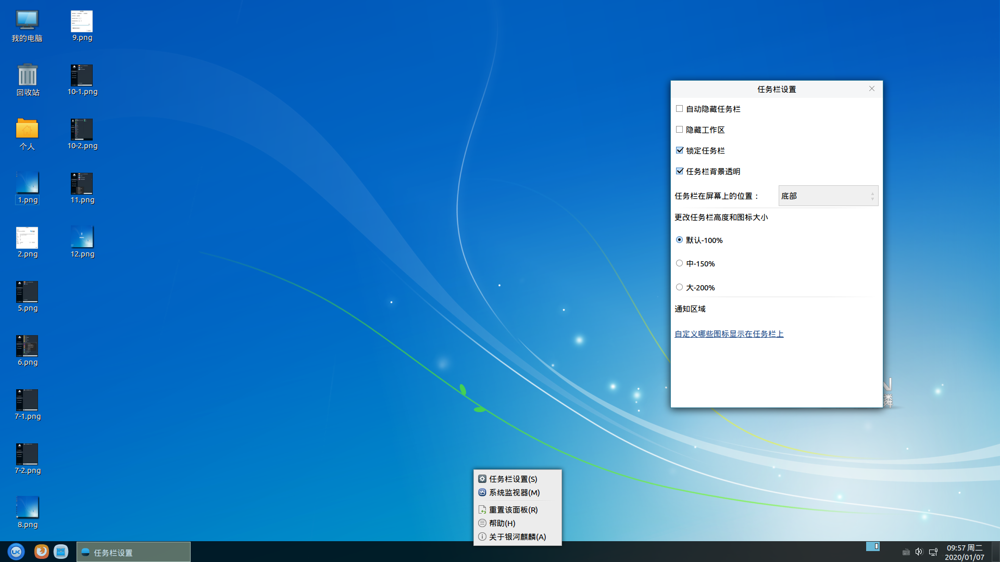 我的电脑
9.png
回收站
10-1.png
个人
10-2.png
1.png
11.png
2.png
12.png
5.png
6.png
7-1.png
7-2.png
8.png
任务栏设置
自动隐藏任务栏
隐藏工作区
锁定任务栏
任务栏背景透明
任务栏在屏幕上的位置：
底部
更改任务栏高度和图标大小
默认-100%
中-150%
大-200%
通知区域
自定义哪些图标显示在任务栏上
N
麟
任务栏设置(S)
系统监视器(M)
重置该面板(R)
帮助(H)
关于银河麒麟(A)
UK
任务栏设置
09:57 周二
2020/01/07